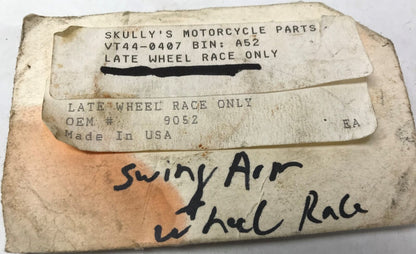 SKULLY'S MOTORCYCLE PARTS
VT44-0407 BIN: A52
LATE WHEEL RACE ONLY
LATE WHEEL RACE ONLY
OEM # 9052
Made In USA EA
Swing Arm
+
Wheel Race